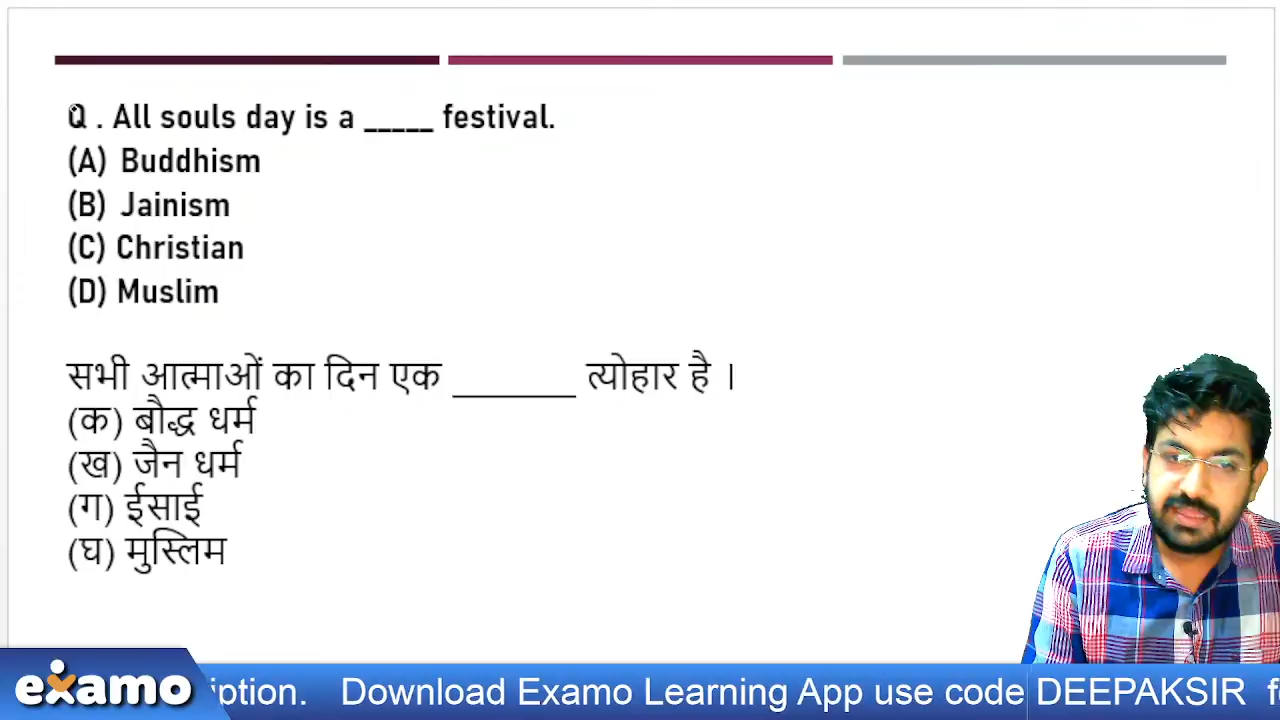 Q . All souls day is a _____ festival.
(A) Buddhism
(B) Jainism
(C) Christian
(D) Muslim
सभी आत्माओं का दिन एक ________ त्योहार है ।
(क) बौद्ध धर्म
(ख) जैन धर्म
(ग) ईसाई
(घ) मुस्लिम
examo
iption. Download Examo Learning App use code DEEPAKSIR f